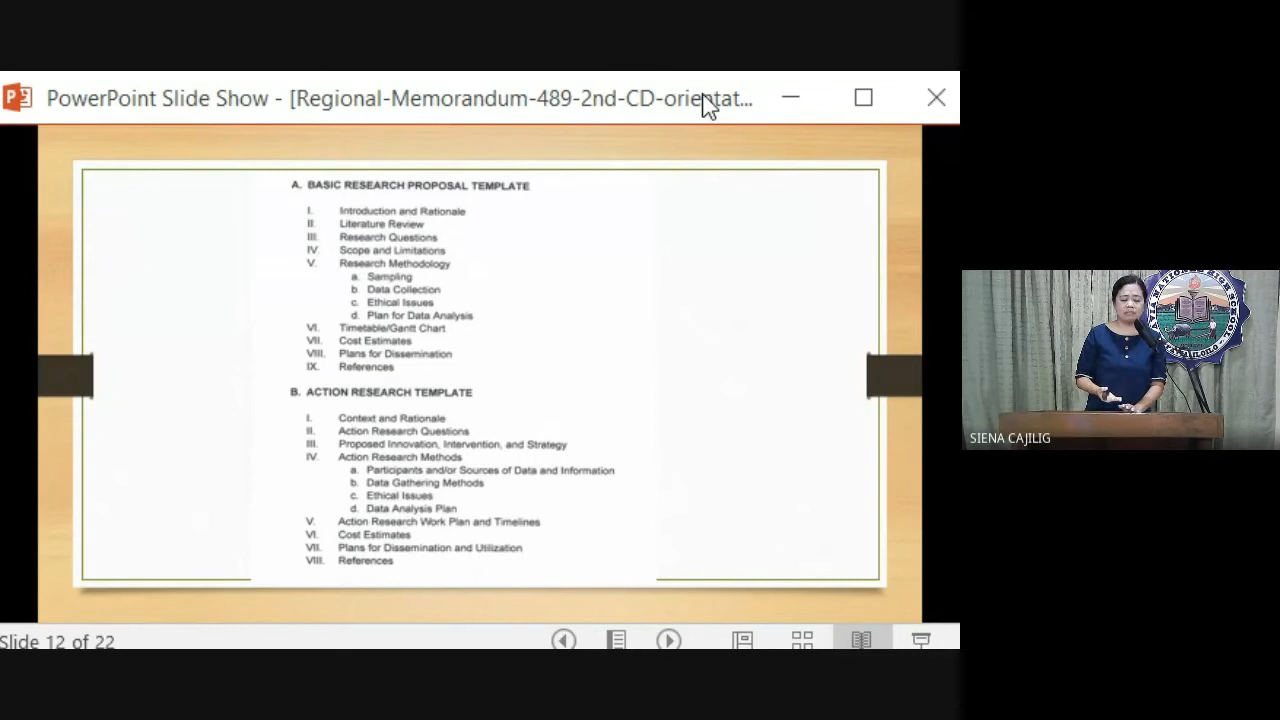 PowerPoint Slide Show - [Regional-Memorandum-489-2nd-CD-orientat...
A. BASIC RESEARCH PROPOSAL TEMPLATE
I. Introduction and Rationale
II. Literature Review
III. Research Questions
IV. Scope and Limitations
V. Research Methodology
a. Sampling
b. Data Collection
c. Ethical Issues
d. Plan for Data Analysis
VI. Timetable/Gantt Chart
VII. Cost Estimates
VIII. Plans for Dissemination
IX. References
B. ACTION RESEARCH TEMPLATE
I. Context and Rationale
II. Action Research Questions
III. Proposed Innovation, Intervention, and Strategy
IV. Action Research Methods
a. Participants and/or Sources of Data and Information
b. Data Gathering Methods
c. Ethical Issues
d. Data Analysis Plan
V. Action Research Work Plan and Timelines
VI. Cost Estimates
VII. Plans for Dissemination and Utilization
VIII. References
Slide 12 of 22
SIENA CAJILIG